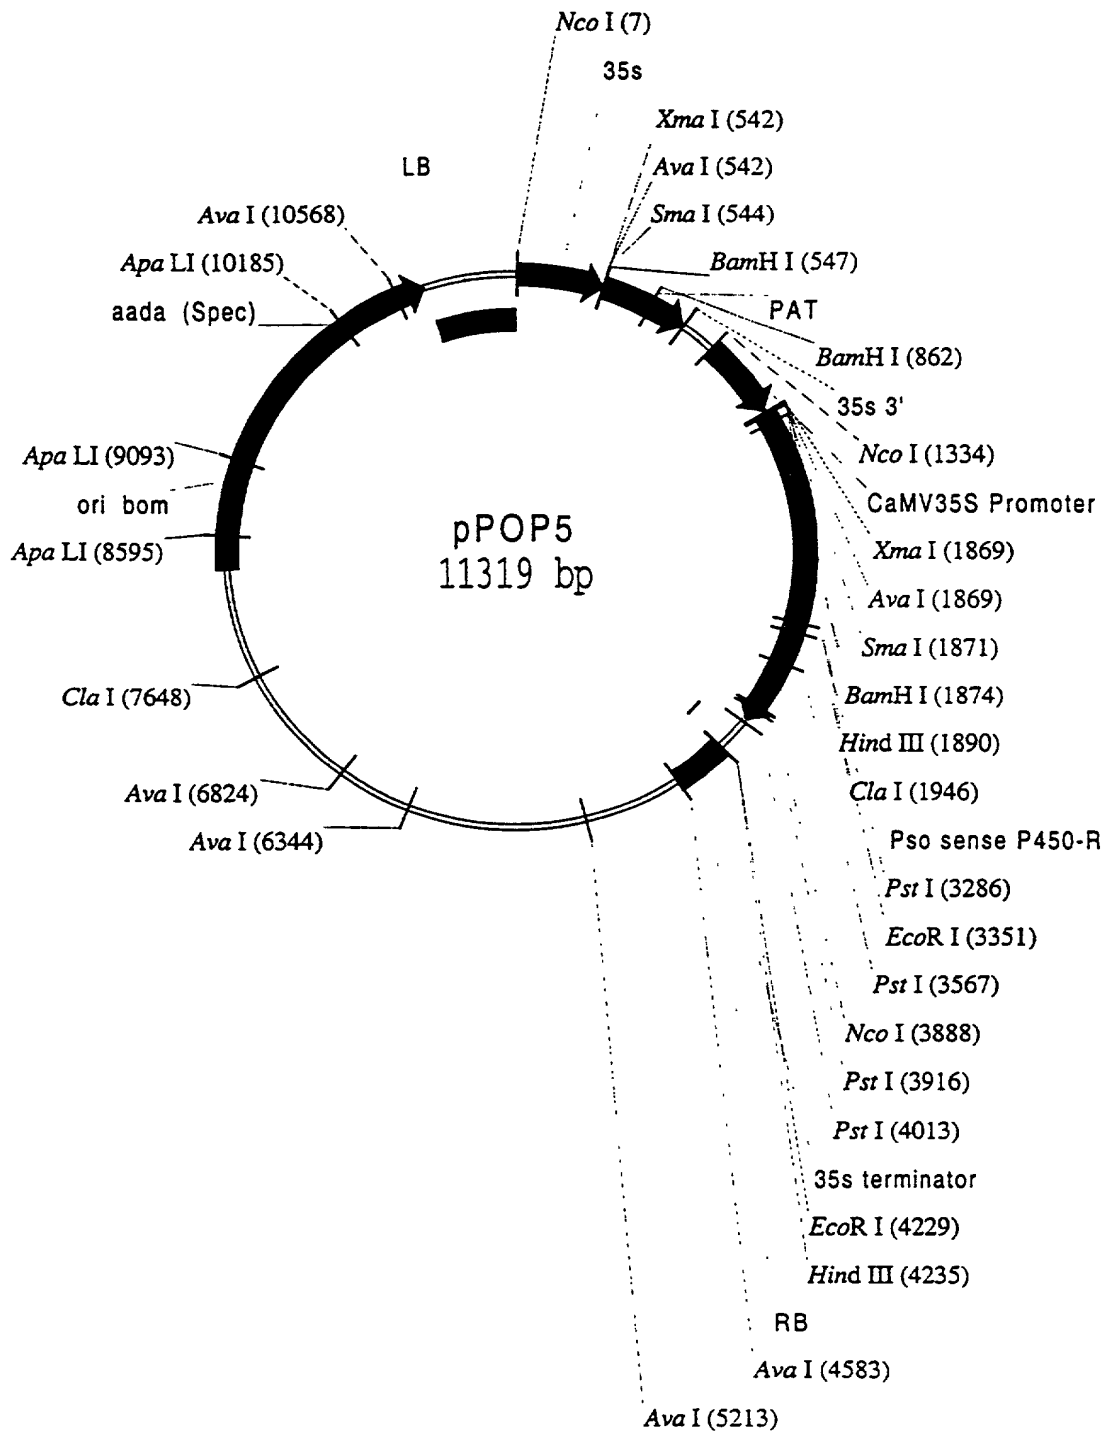 Nco I (7)
35s
Xma I (542)
LB
Ava I (542)
Ava I (10568)
Sma I (544)
Apa LI (10185)
BamH I (547)
aada (Spec)
PAT
BamH I (862)
35s 3'
Apa LI (9093)
Nco I (1334)
ori bom
CaMV35S Promoter
pPOP5
Apa LI (8595)
Xma I (1869)
11319 bp
Ava I (1869)
Sma I (1871)
Cla I (7648)
BamH I (1874)
Hind III (1890)
Ava I (6824)
Cla I (1946)
Ava I (6344)
Pso sense P450-R
Pst I (3286)
EcoR I (3351)
Pst I (3567)
Nco I (3888)
Pst I (3916)
Pst I (4013)
35s terminator
EcoR I (4229)
Hind III (4235)
RB
Ava I (4583)
Ava I (5213)